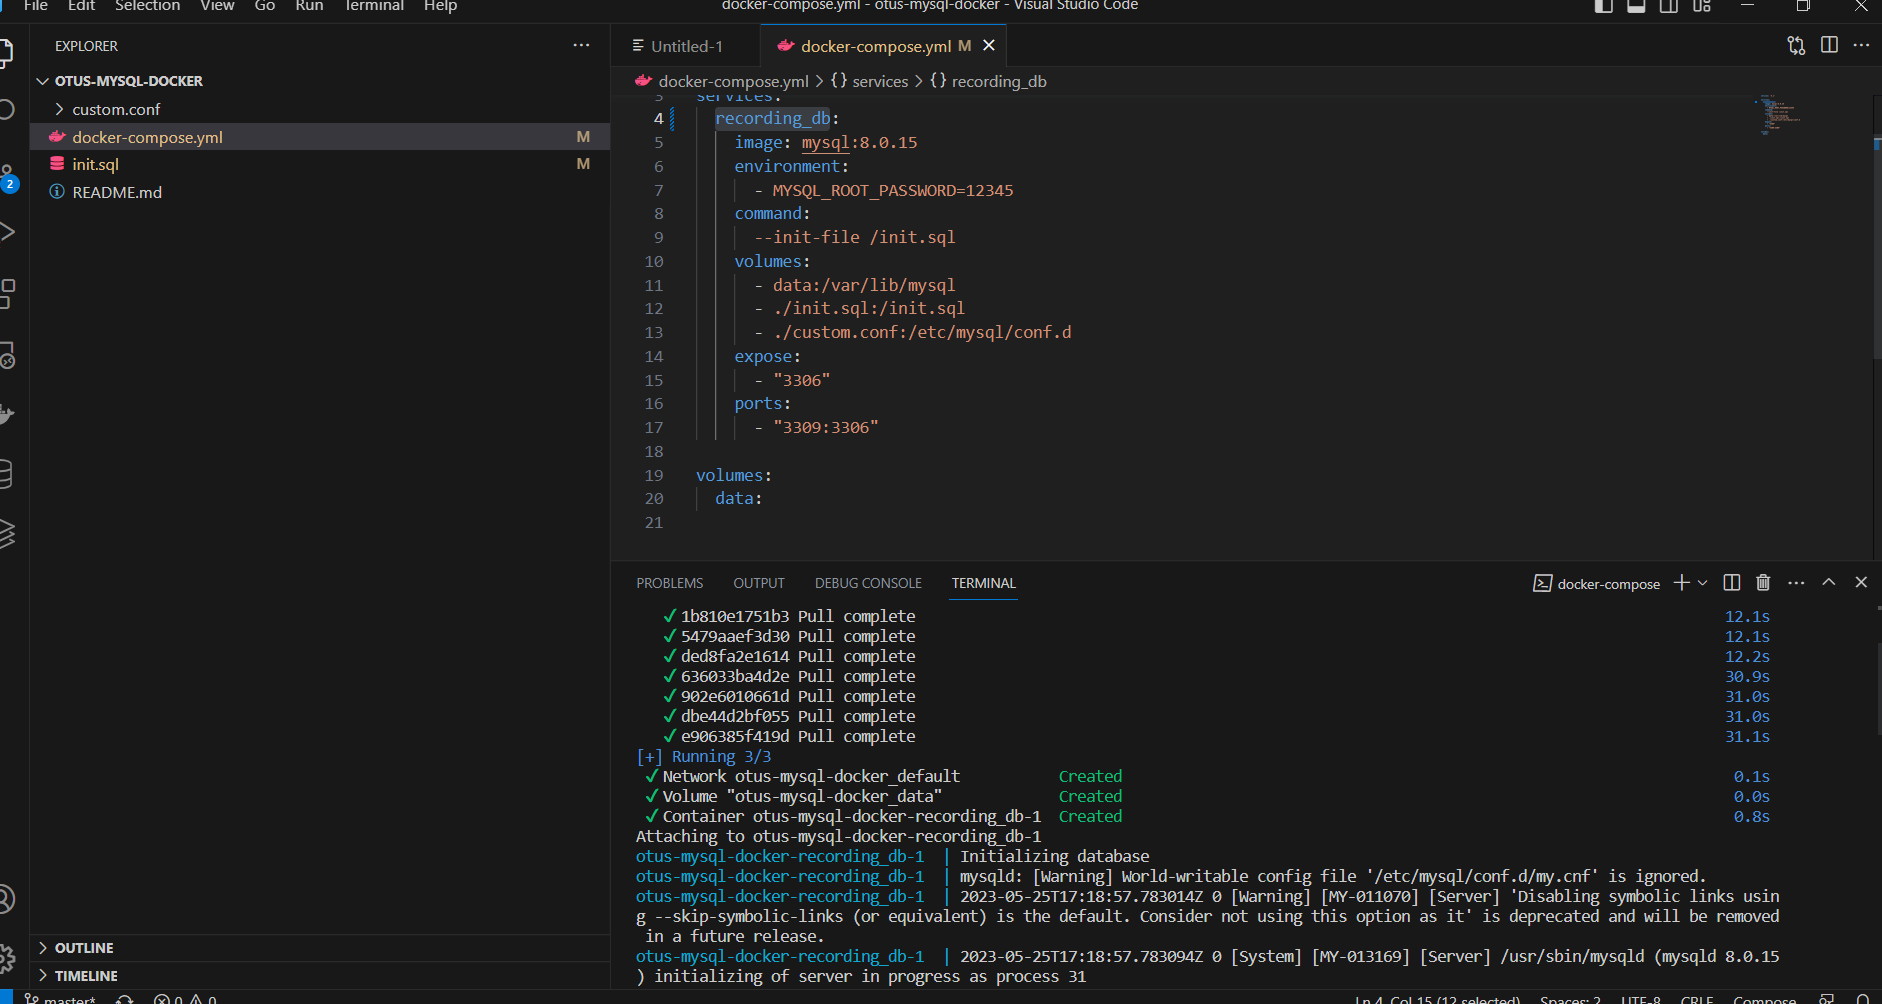 File Edit Selection View Go Run Terminal Help
docker-compose.yml - otus-mysql-docker - Visual Studio Code
EXPLORER
OTUS-MYSQL-DOCKER
custom.conf
docker-compose.yml M
init.sql M
README.md
2
OUTLINE
TIMELINE
Untitled-1
docker-compose.yml M
docker-compose.yml > {} services > {} recording_db
3 services:
4 recording_db:
5 image: mysql:8.0.15
6 environment:
7 - MYSQL_ROOT_PASSWORD=12345
8 command:
9 --init-file /init.sql
10 volumes:
11 - data:/var/lib/mysql
12 - ./init.sql:/init.sql
13 - ./custom.conf:/etc/mysql/conf.d
14 expose:
15 - "3306"
16 ports:
17 - "3309:3306"
18
19 volumes:
20 data:
21
PROBLEMS OUTPUT DEBUG CONSOLE TERMINAL
docker-compose
✓ 1b810e1751b3 Pull complete 12.1s
✓ 5479aaef3d30 Pull complete 12.1s
✓ ded8fa2e1614 Pull complete 12.2s
✓ 636033ba4d2e Pull complete 30.9s
✓ 902e6010661d Pull complete 31.0s
✓ dbe44d2bf055 Pull complete 31.0s
✓ e906385f419d Pull complete 31.1s
[+] Running 3/3
✓ Network otus-mysql-docker_default Created 0.1s
✓ Volume "otus-mysql-docker_data" Created 0.0s
✓ Container otus-mysql-docker-recording_db-1 Created 0.8s
Attaching to otus-mysql-docker-recording_db-1
otus-mysql-docker-recording_db-1 | Initializing database
otus-mysql-docker-recording_db-1 | mysqld: [Warning] World-writable config file '/etc/mysql/conf.d/my.cnf' is ignored.
otus-mysql-docker-recording_db-1 | 2023-05-25T17:18:57.783014Z 0 [Warning] [MY-011070] [Server] 'Disabling symbolic links usin
g --skip-symbolic-links (or equivalent) is the default. Consider not using this option as it' is deprecated and will be removed
in a future release.
otus-mysql-docker-recording_db-1 | 2023-05-25T17:18:57.783094Z 0 [System] [MY-013169] [Server] /usr/sbin/mysqld (mysqld 8.0.15
) initializing of server in progress as process 31
master* 0 0 Ln 4, Col 15 (12 selected) Spaces: 2 UTF-8 CRLF Compose